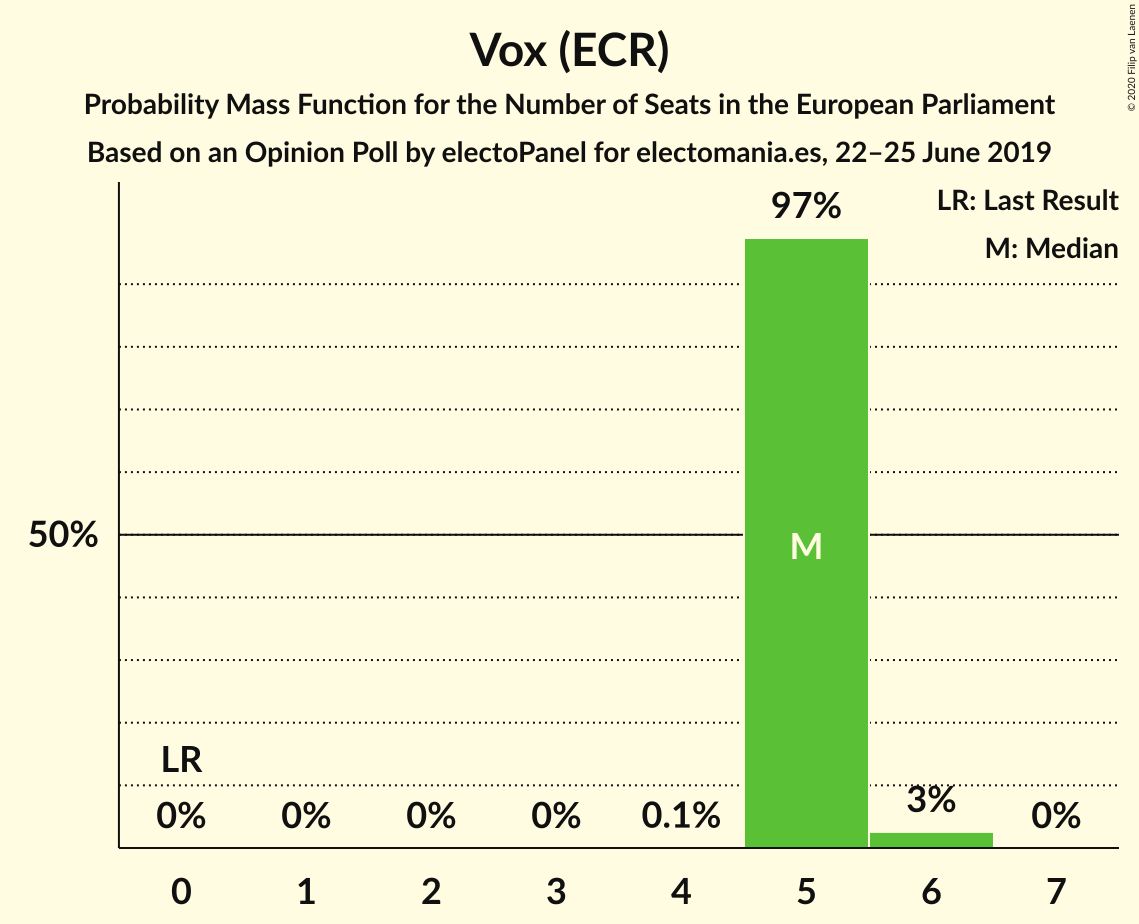 Vox (ECR)
Probability Mass Function for the Number of Seats in the European Parliament
Based on an Opinion Poll by electoPanel for electomania.es, 22–25 June 2019
© 2020 Filip van Laenen
LR: Last Result
M: Median
97%
50%
M
LR
0% 0% 0% 0% 0.1% 3% 0%
0 1 2 3 4 5 6 7